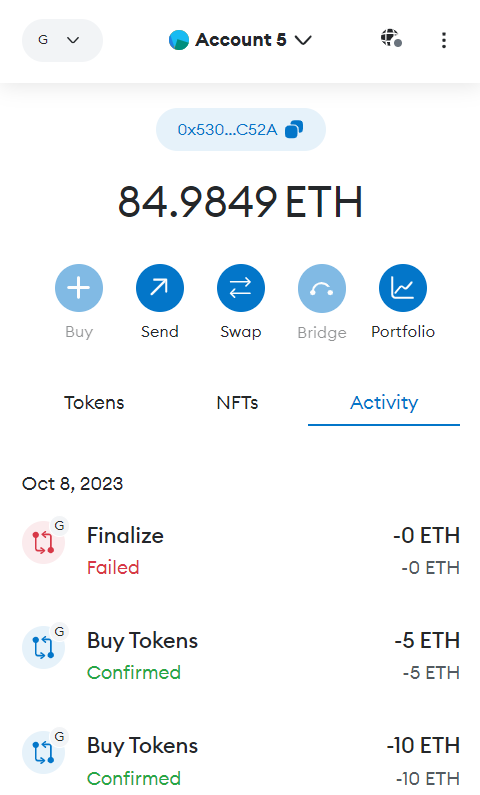 G
Account 5
0x530...C52A
84.9849 ETH
Buy Send Swap Bridge Portfolio
Tokens NFTs Activity
Oct 8, 2023
G
Finalize -0 ETH
Failed -0 ETH
G
Buy Tokens -5 ETH
Confirmed -5 ETH
G
Buy Tokens -10 ETH
Confirmed -10 ETH